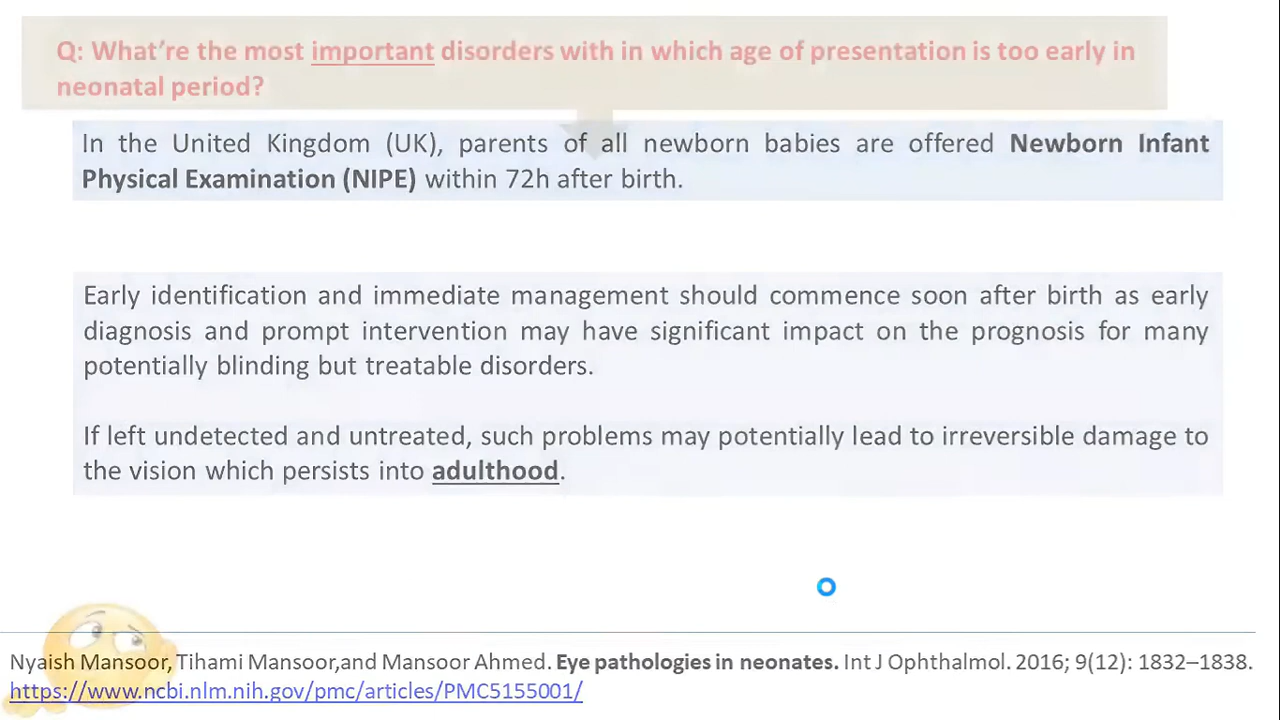 Q: What’re the most important disorders with in which age of presentation is too early in
neonatal period?
In the United Kingdom (UK), parents of all newborn babies are offered Newborn Infant
Physical Examination (NIPE) within 72h after birth.
Early identification and immediate management should commence soon after birth as early
diagnosis and prompt intervention may have significant impact on the prognosis for many
potentially blinding but treatable disorders.
If left undetected and untreated, such problems may potentially lead to irreversible damage to
the vision which persists into adulthood.
Nyaish Mansoor, Tihami Mansoor,and Mansoor Ahmed. Eye pathologies in neonates. Int J Ophthalmol. 2016; 9(12): 1832–1838.
https://www.ncbi.nlm.nih.gov/pmc/articles/PMC5155001/